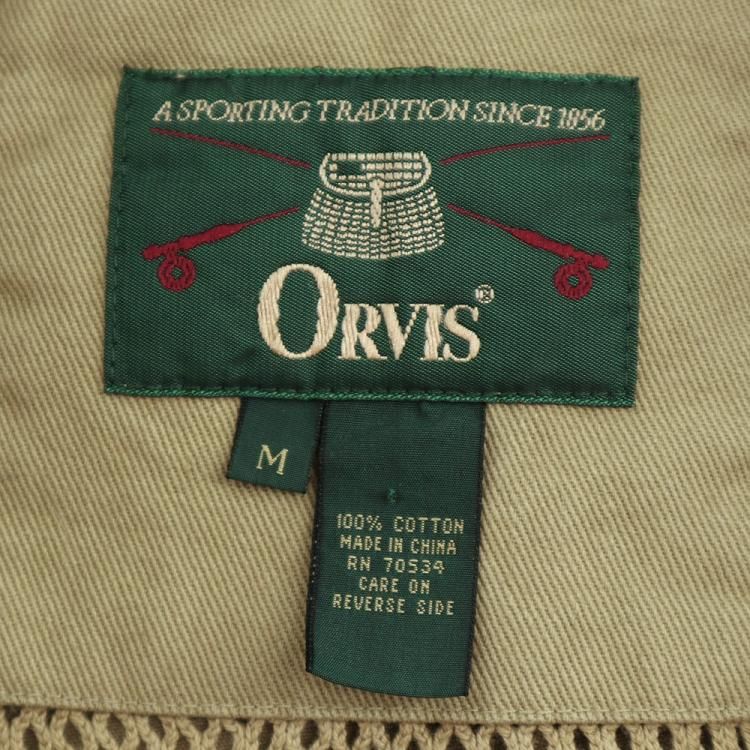 A SPORTING TRADITION SINCE 1856
ORVIS®
M
100% COTTON
MADE IN CHINA
RN 70534
CARE ON
REVERSE SIDE